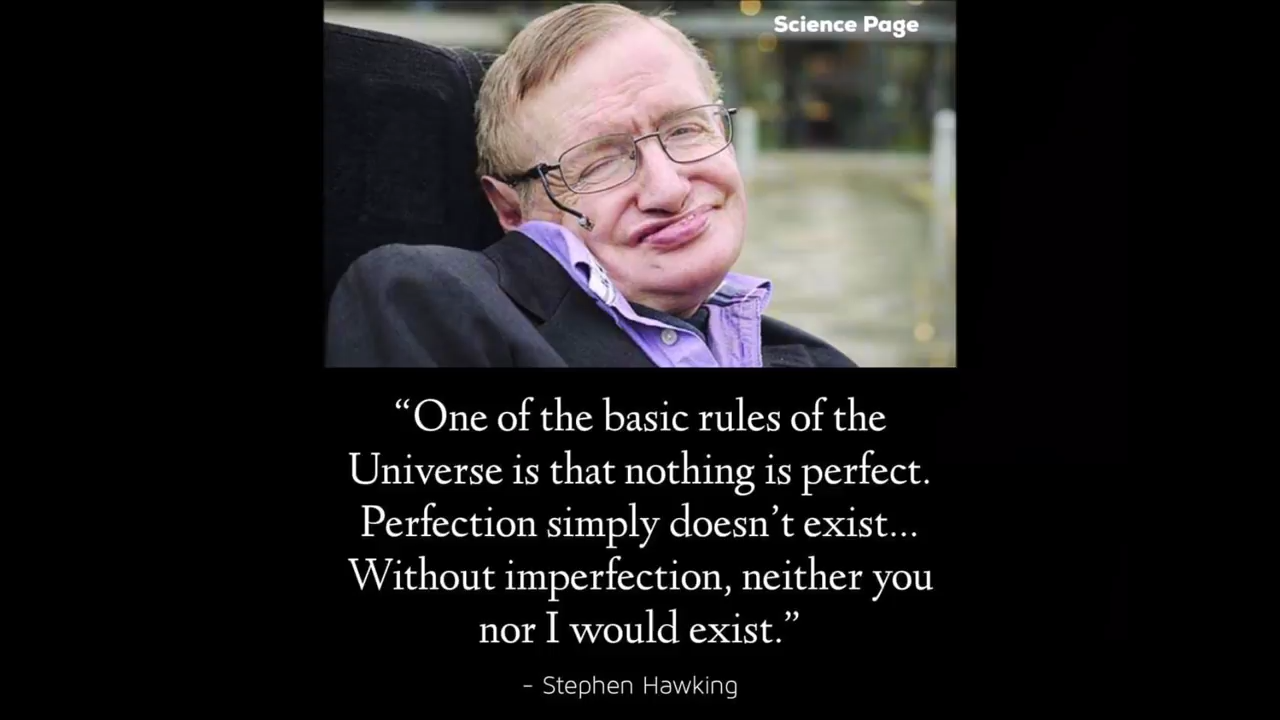 Science Page
“One of the basic rules of the
Universe is that nothing is perfect.
Perfection simply doesn’t exist...
Without imperfection, neither you
nor I would exist.”
- Stephen Hawking